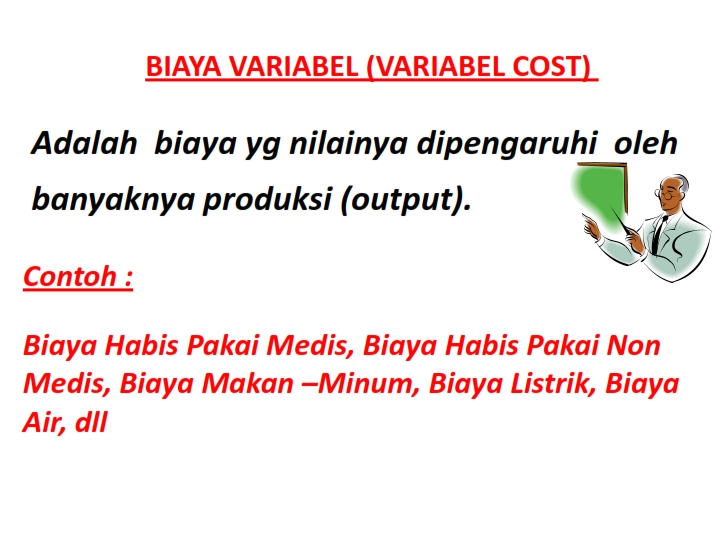 BIAYA VARIABEL (VARIABEL COST)
Adalah biaya yg nilainya dipengaruhi oleh
banyaknya produksi (output).
Contoh :
Biaya Habis Pakai Medis, Biaya Habis Pakai Non
Medis, Biaya Makan –Minum, Biaya Listrik, Biaya
Air, dll